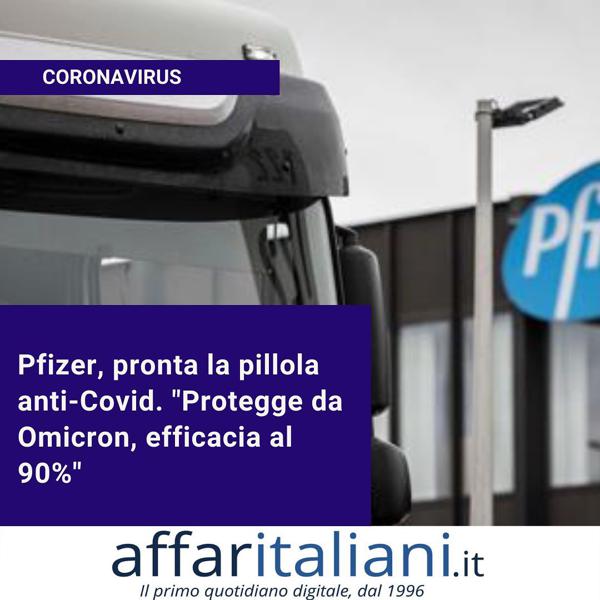 CORONAVIRUS
Pf
Pfizer, pronta la pillola
anti-Covid. "Protegge da
Omicron, efficacia al
90%"
affaritaliani.it
Il primo quotidiano digitale, dal 1996